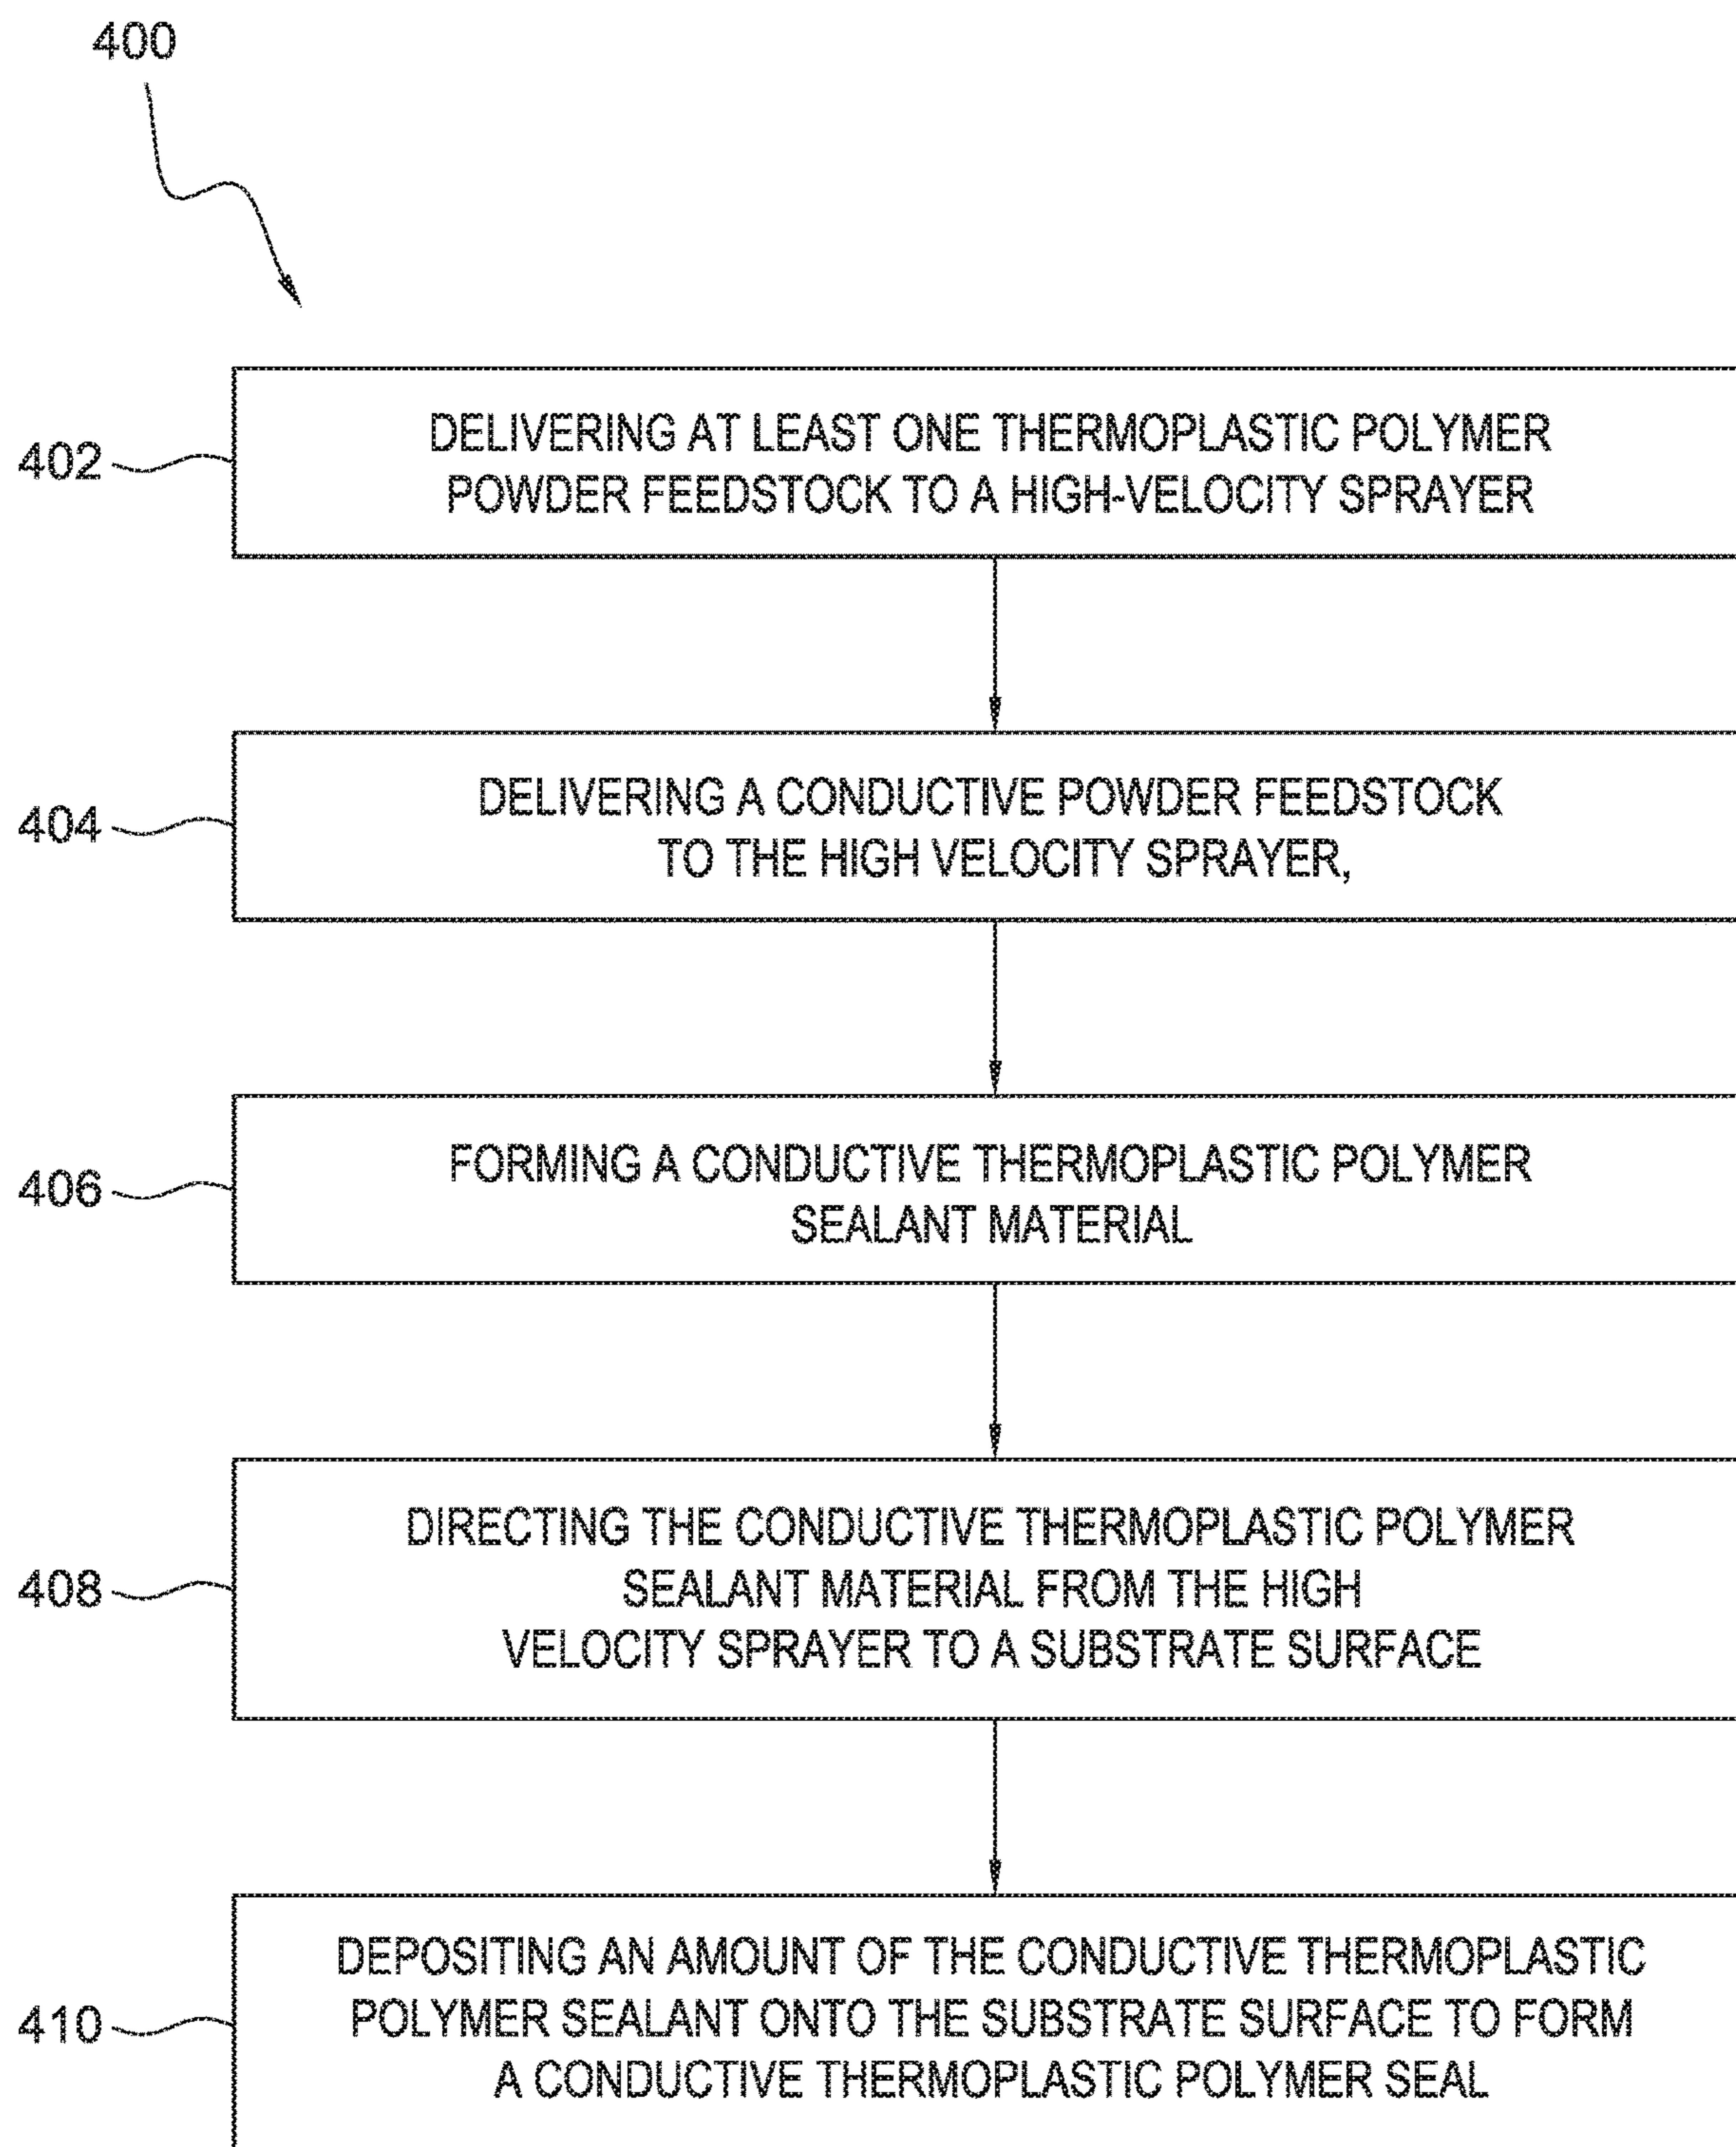 400
402
DELIVERING AT LEAST ONE THERMOPLASTIC POLYMER
POWDER FEEDSTOCK TO A HIGH-VELOCITY SPRAYER
404
DELIVERING A CONDUCTIVE POWDER FEEDSTOCK
TO THE HIGH VELOCITY SPRAYER,
406
FORMING A CONDUCTIVE THERMOPLASTIC POLYMER
SEALANT MATERIAL
408
DIRECTING THE CONDUCTIVE THERMOPLASTIC POLYMER
SEALANT MATERIAL FROM THE HIGH
VELOCITY SPRAYER TO A SUBSTRATE SURFACE
410
DEPOSITING AN AMOUNT OF THE CONDUCTIVE THERMOPLASTIC
POLYMER SEALANT ONTO THE SUBSTRATE SURFACE TO FORM
A CONDUCTIVE THERMOPLASTIC POLYMER SEAL